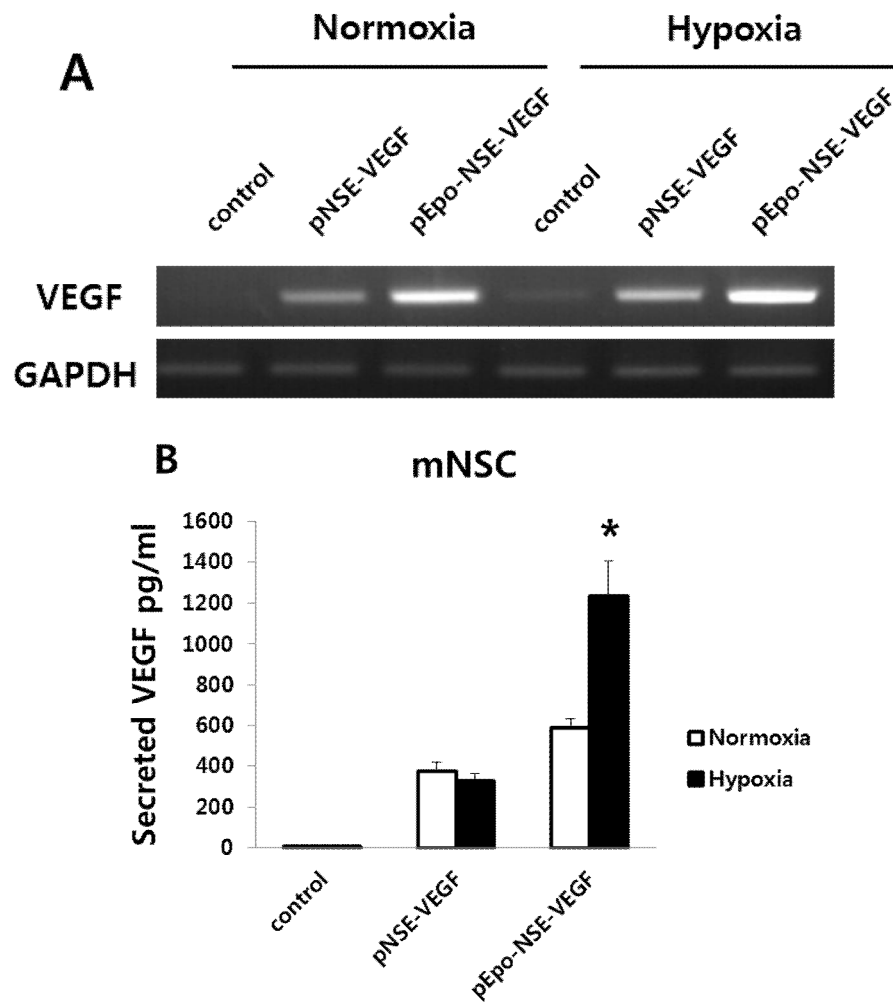 Normoxia Hypoxia
A
control pNSE-VEGF pEpo-NSE-VEGF control pNSE-VEGF pEpo-NSE-VEGF
VEGF
GAPDH
B mNSC
Secreted VEGF pg/ml
1600
*
1400
1200
1000
800
600
400
200
0
Normoxia
Hypoxia
control pNSE-VEGF pEpo-NSE-VEGF